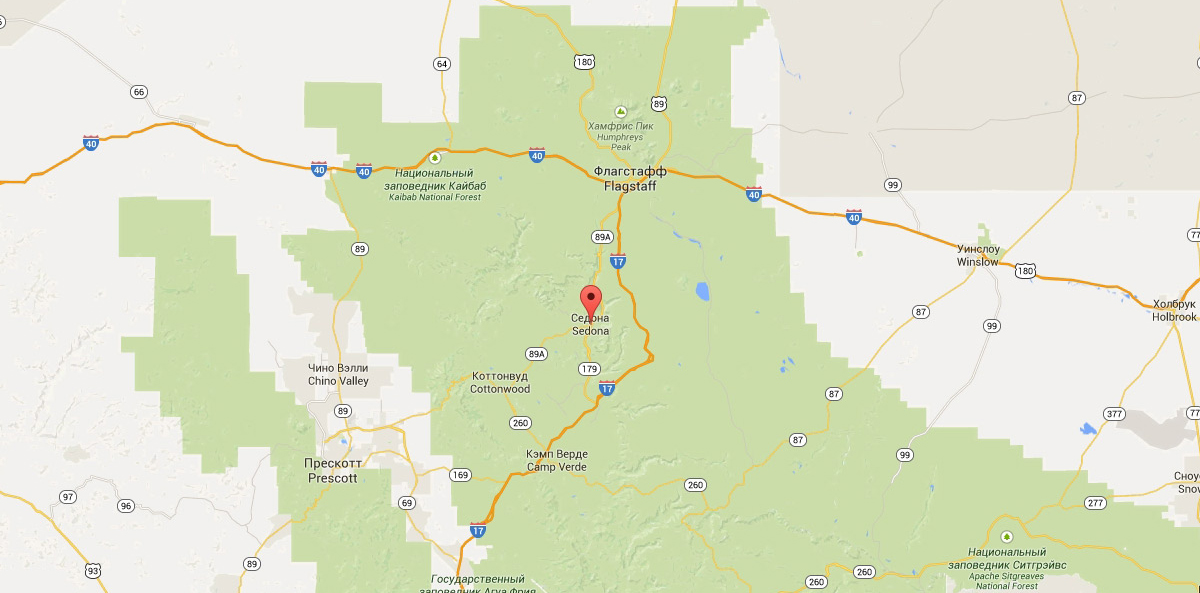 180
64
66
89
87
Хамфрис Пик
Humphreys
Peak
40
40
40
40
Национальный
заповедник Кайбаб
Kaibab National Forest
Флагстафф
Flagstaff
99
40
40
89A
89
17
Уинслоу
Winslow
77
180
Холбрук
Holbrook
Седона
Sedona
87
99
89A
179
Чино Вэлли
Chino Valley
Коттонвуд
Cottonwood
17
87
89
260
377
77
87
Кэмп Верде
Camp Verde
99
Прескотт
Prescott
169
260
97
96
69
277
17
93
89
Национальный
заповедник Ситгрэйвс
Apache Sitgreaves
National Forest
260
260
Государственный
заповедник Агуа Фрия